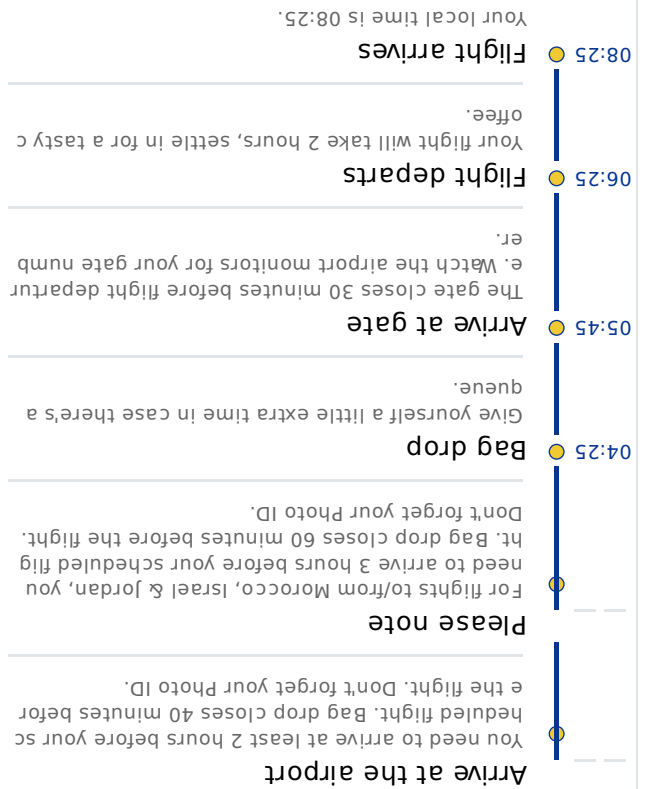 Arrive at the airport
You need to arrive at least 2 hours before your sc
heduled flight. Bag drop closes 40 minutes befor
e the flight. Don't forget your Photo ID.
Please note
For flights to/from Morocco, Israel & Jordan, you
need to arrive 3 hours before your scheduled flig
ht. Bag drop closes 60 minutes before the flight.
Don't forget your Photo ID.
04:25 Bag drop
Give yourself a little extra time in case there's a
queue.
05:45 Arrive at gate
The gate closes 30 minutes before flight departur
e. Watch the airport monitors for your gate numb
er.
06:25 Flight departs
Your flight will take 2 hours, settle in for a tasty c
offee.
08:25 Flight arrives
Your local time is 08:25.